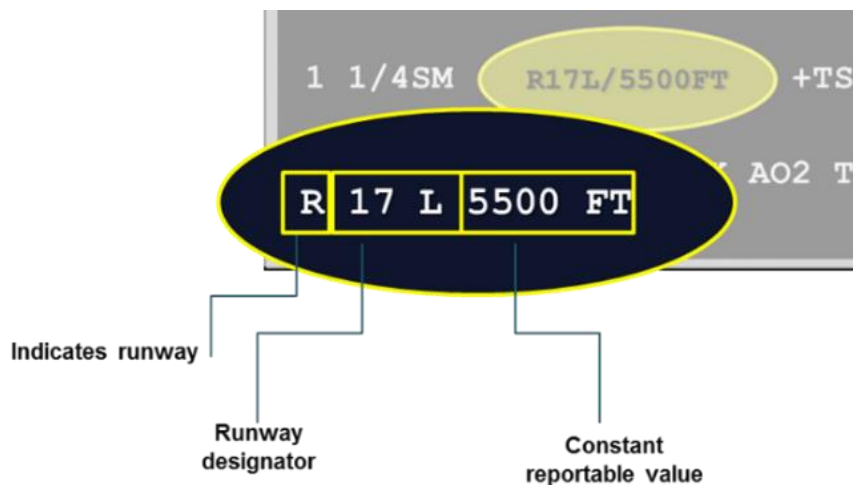 1 1/4SM R17L/5500FT +TS
AO2 T
R 17 L 5500 FT
Indicates runway
Runway
designator
Constant
reportable value